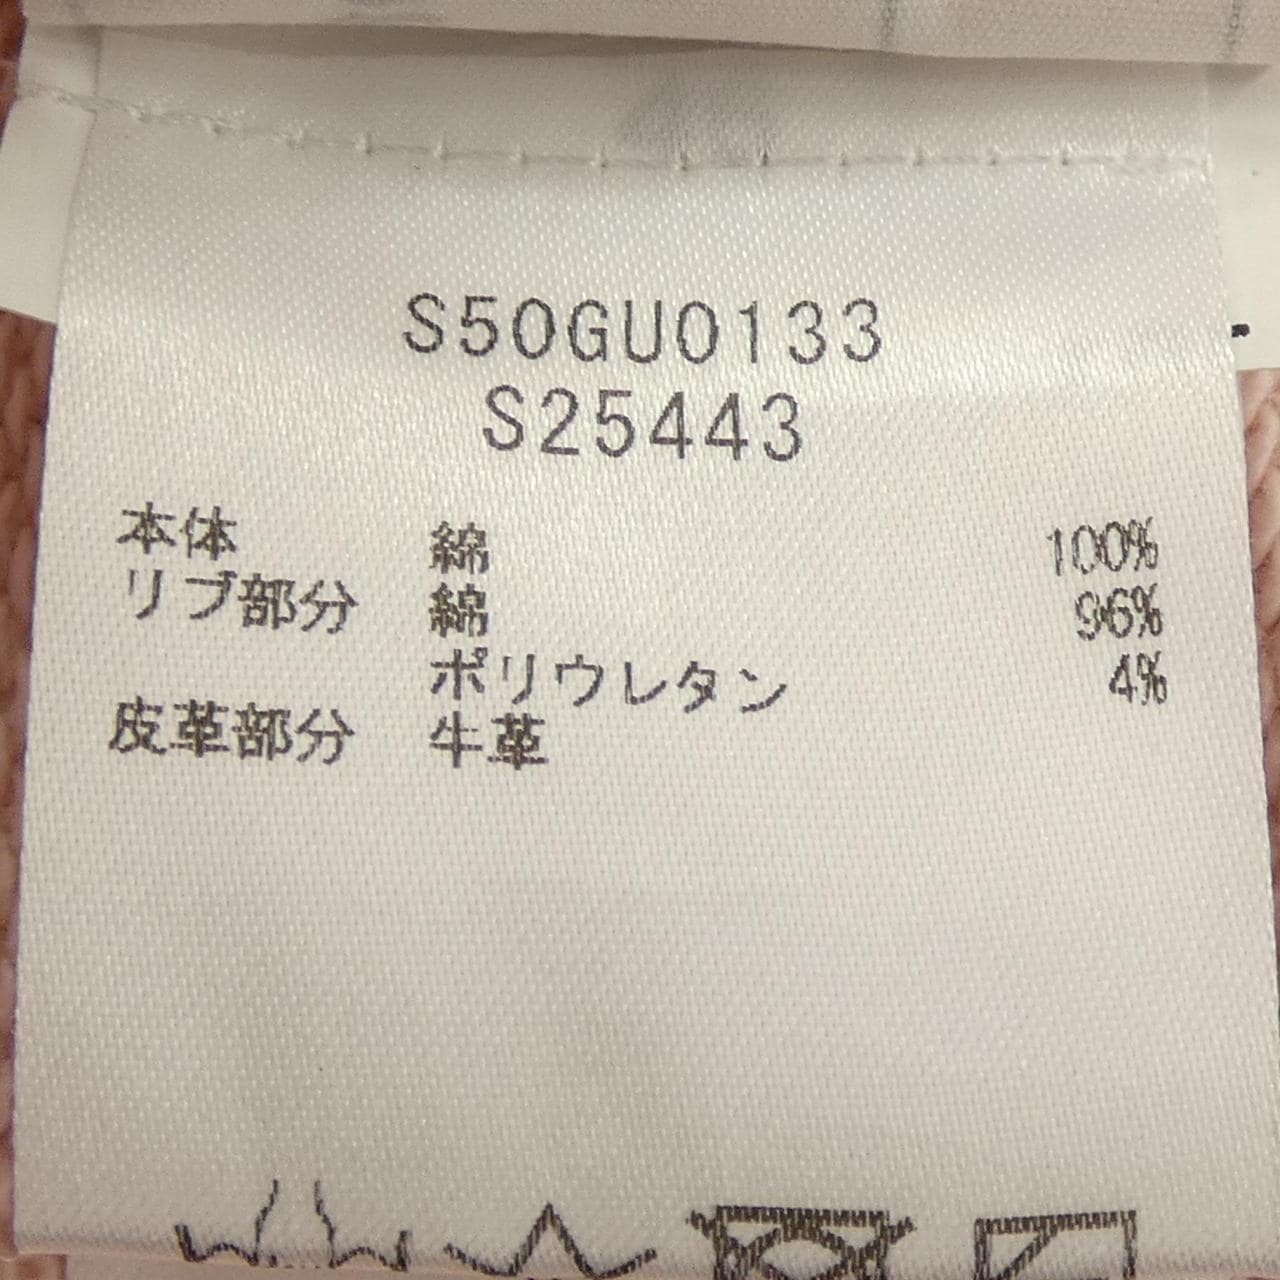 S50GU0133
S25443
本体 綿 100%
リブ部分 綿 96%
ポリウレタン 4%
皮革部分 牛革